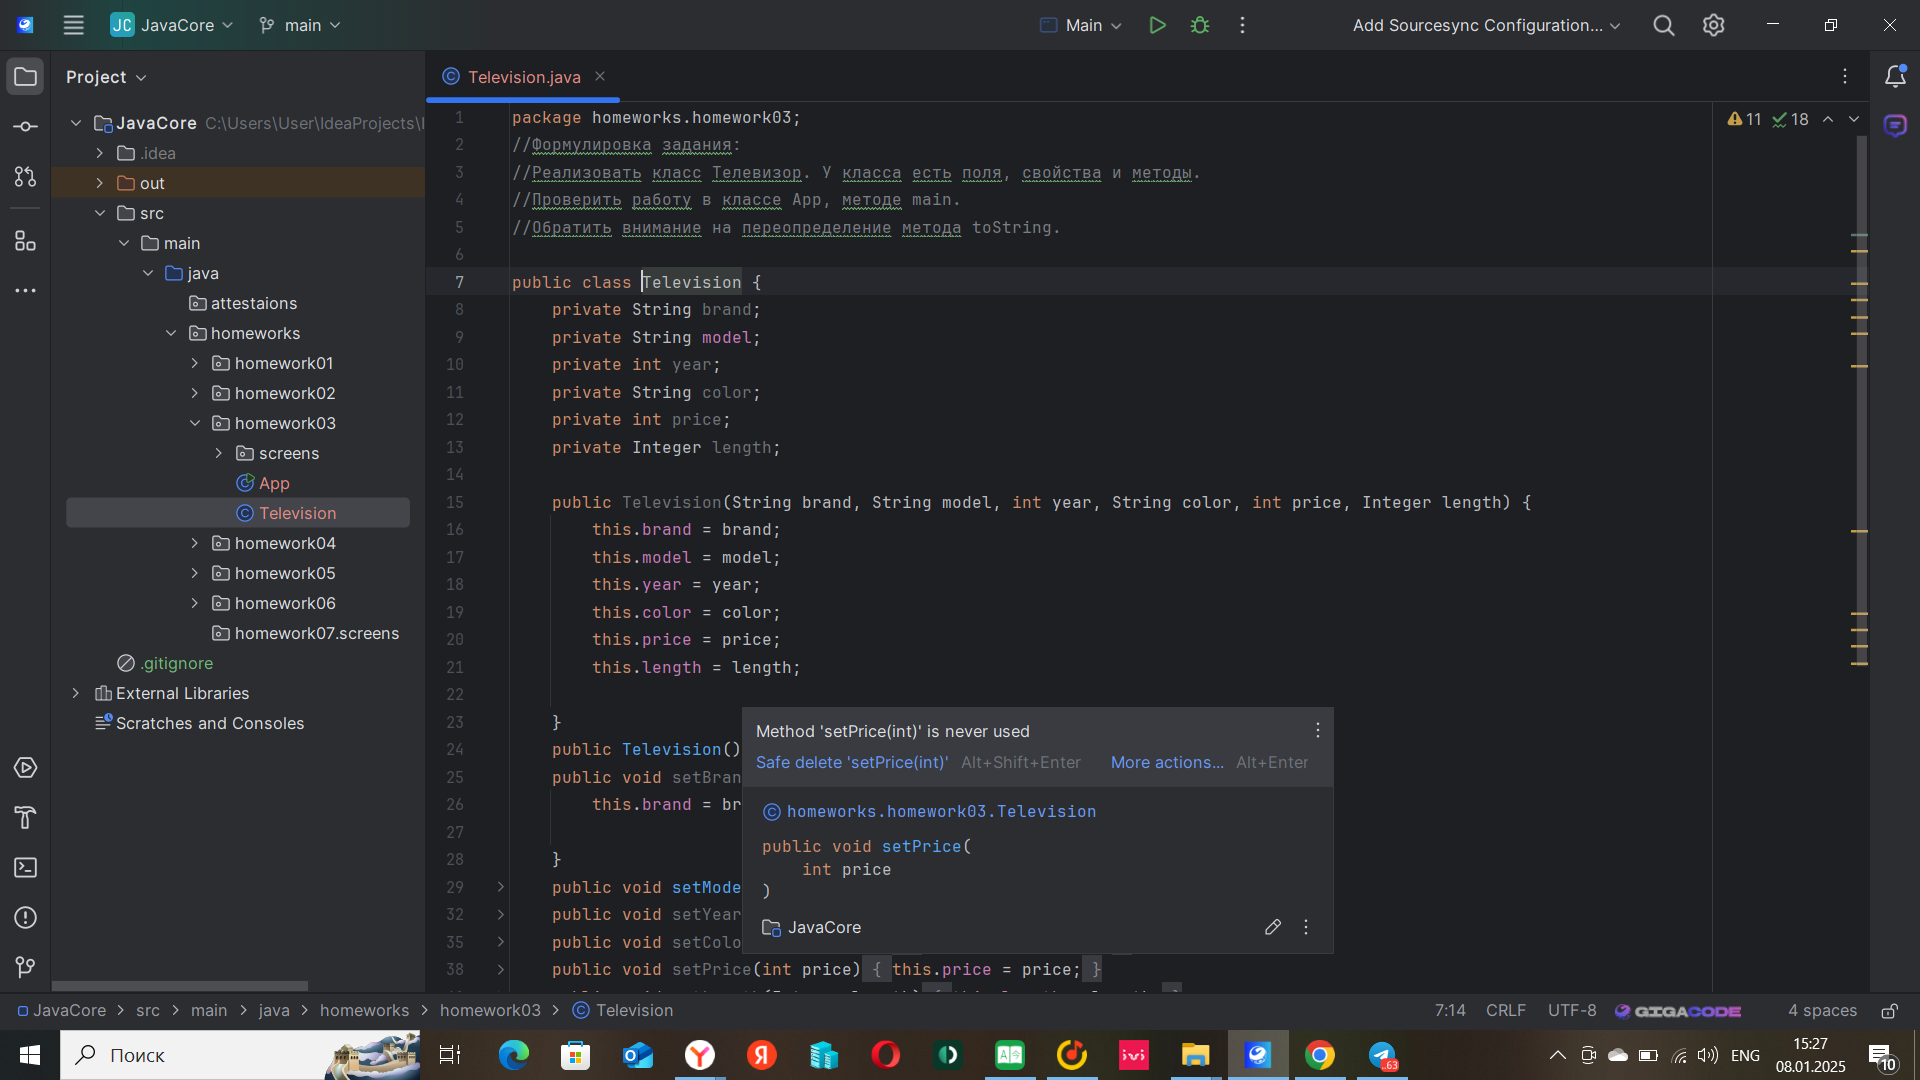 JC JavaCore
main
Main
Add Sourcesync Configuration...
Project
Television.java
JavaCore C:\Users\User\IdeaProjects\
.idea
out
src
main
java
attestaions
homeworks
homework01
homework02
homework03
screens
App
Television
homework04
homework05
homework06
homework07.screens
.gitignore
External Libraries
Scratches and Consoles
11 18
1 package homeworks.homework03;
2 //Формулировка задания:
3 //Реализовать класс Телевизор. У класса есть поля, свойства и методы.
4 //Проверить работу в классе App, методе main.
5 //Обратить внимание на переопределение метода toString.
6
7 public class Television {
8 private String brand;
9 private String model;
10 private int year;
11 private String color;
12 private int price;
13 private Integer length;
14
15 public Television(String brand, String model, int year, String color, int price, Integer length) {
16 this.brand = brand;
17 this.model = model;
18 this.year = year;
19 this.color = color;
20 this.price = price;
21 this.length = length;
22
23 }
24 public Television()
25 public void setBran
26 this.brand = br
27
28 }
29 public void setMode
32 public void setYear
35 public void setColo
38 public void setPrice(int price) { this.price = price; }
Method 'setPrice(int)' is never used
Safe delete 'setPrice(int)' Alt+Shift+Enter More actions... Alt+Enter
homeworks.homework03.Television
public void setPrice(
int price
)
JavaCore
JavaCore > src > main > java > homeworks > homework03 > Television
7:14 CRLF UTF-8 GIGACODE 4 spaces
Поиск
ivi
63
ENG
15:27
08.01.2025
10